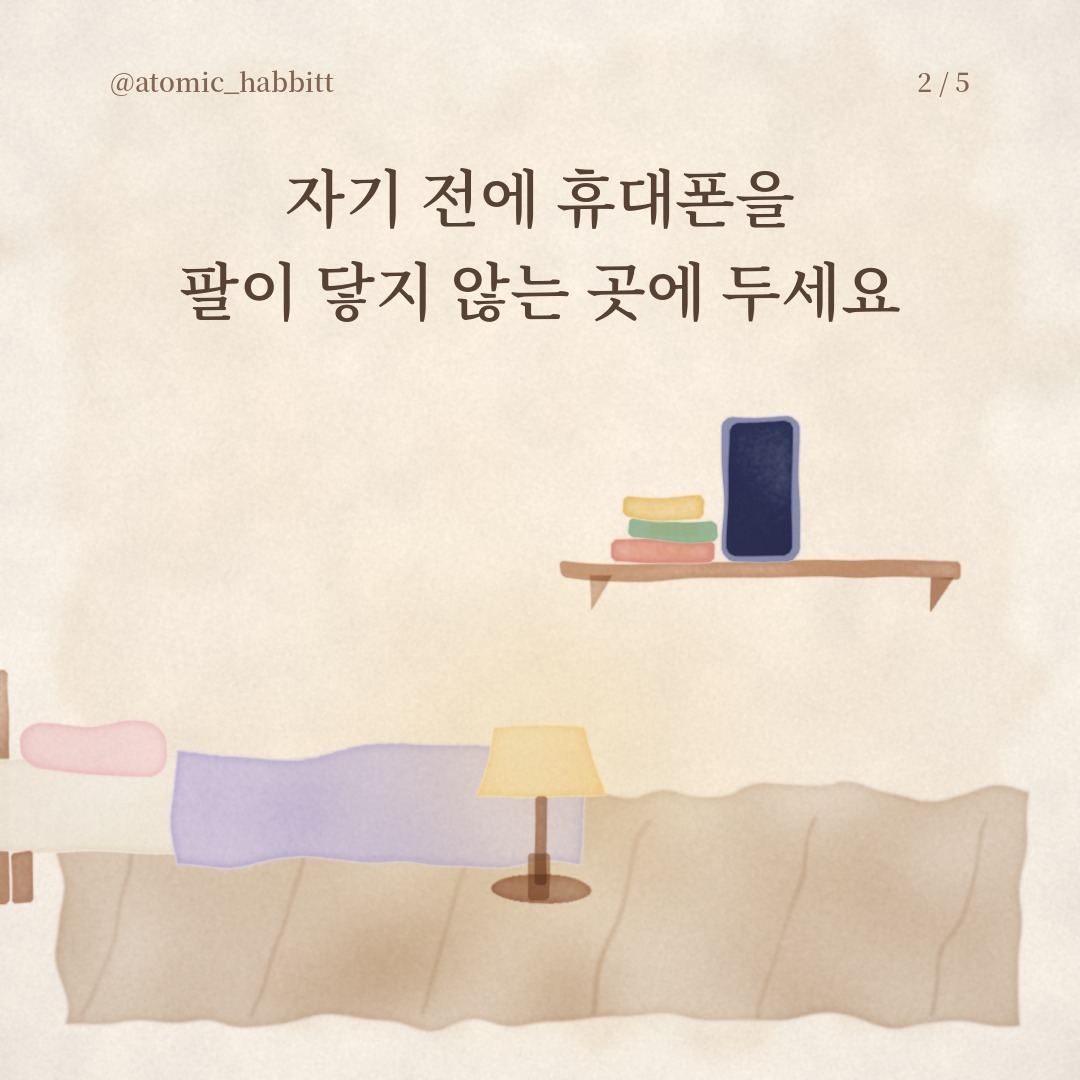 @atomic_habbitt
2 / 5
자기 전에 휴대폰을
팔이 닿지 않는 곳에 두세요